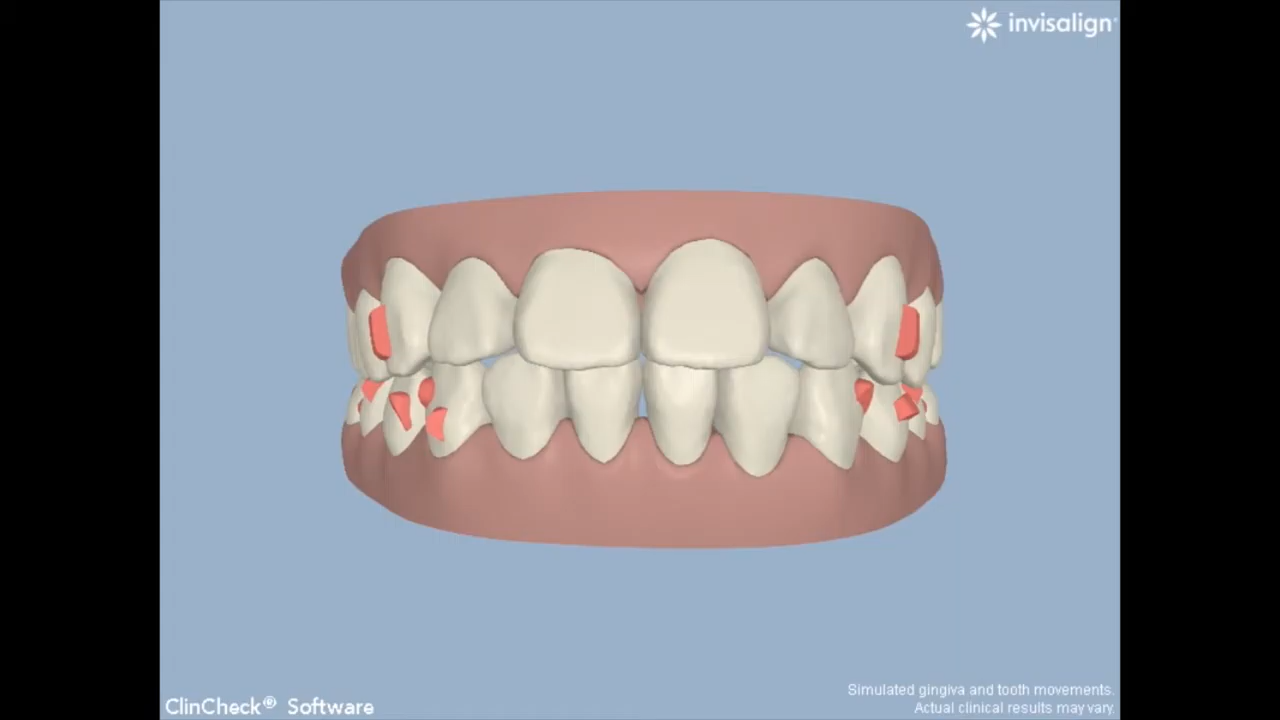 invisalign
ClinCheck® Software
Simulated gingiva and tooth movements.
Actual clinical results may vary.